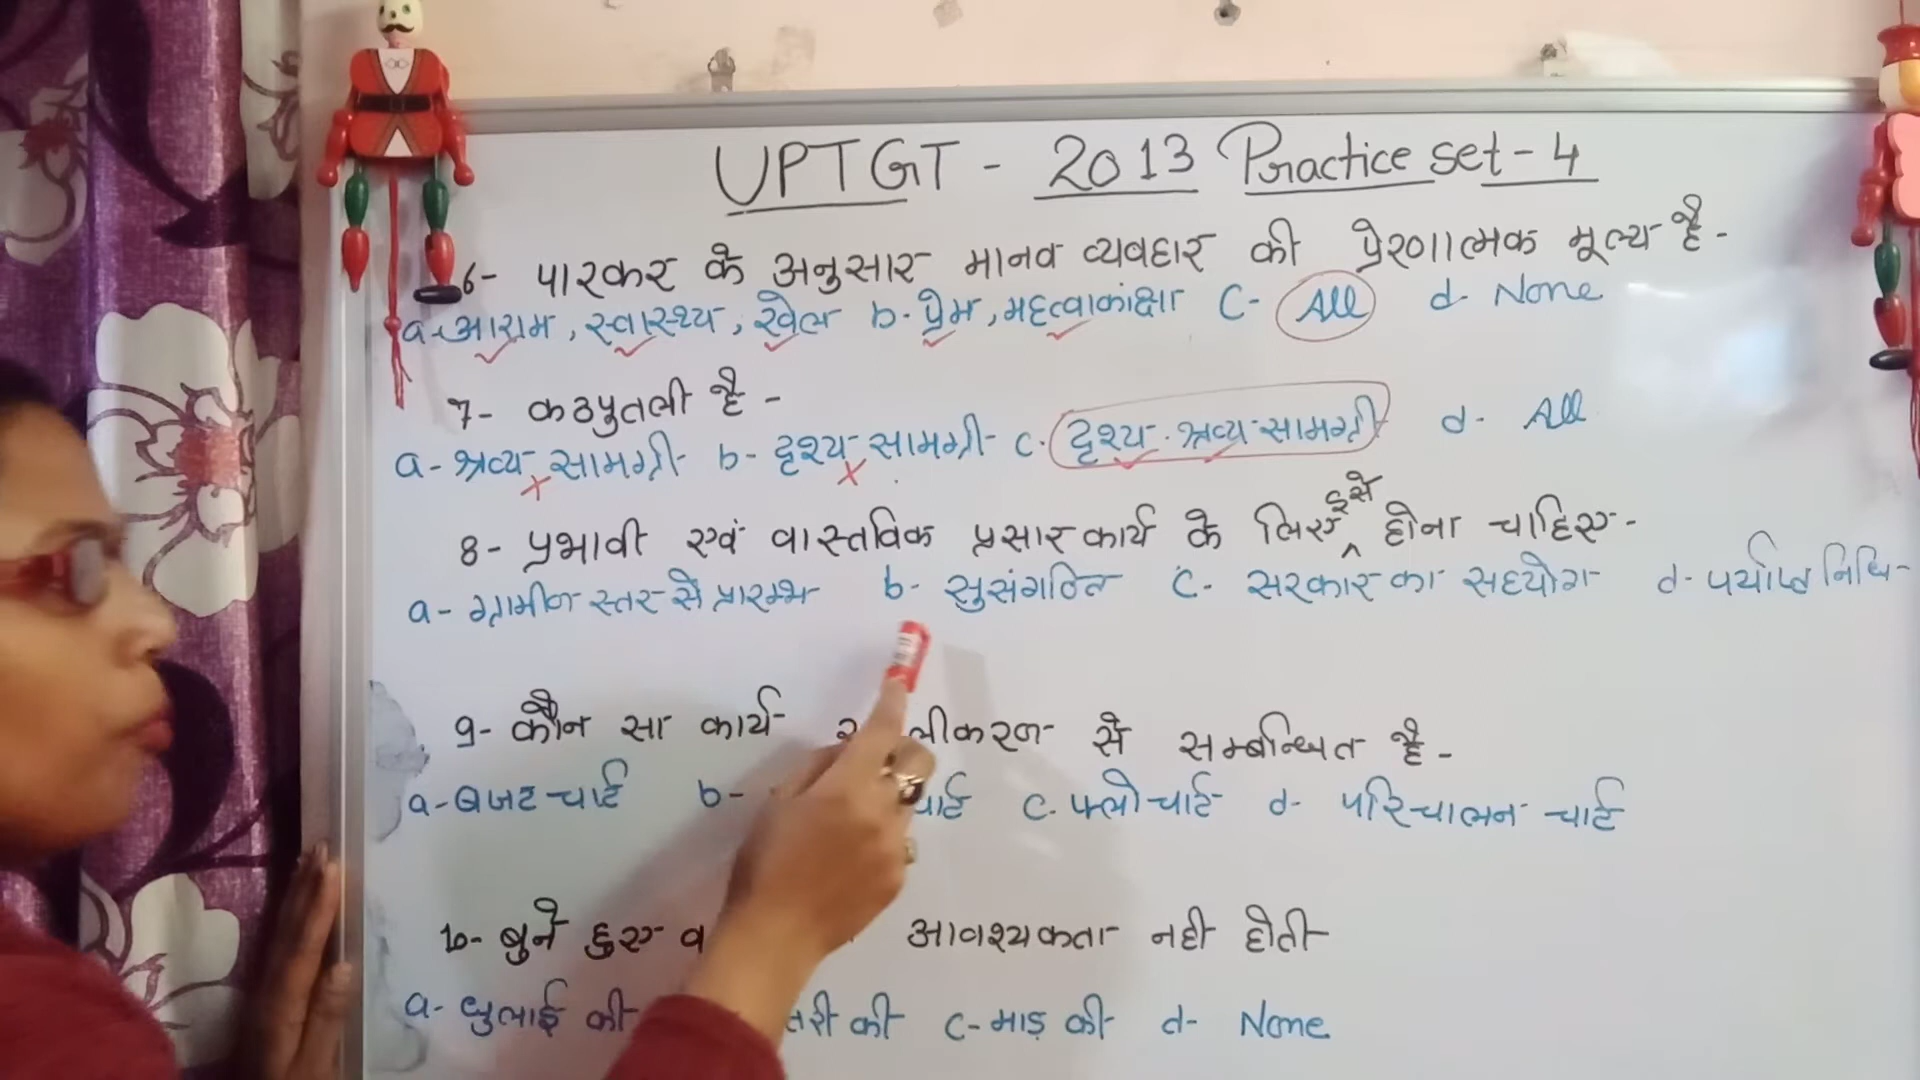 UPTGT - 2013 Practice set - 4
6- पारकर के अनुसार मानव व्यवहार की प्रेरणात्मक मूल्य है -
a- आराम, स्वास्थ्य, खेल b- प्रेम, महत्वाकांक्षा C- All d- None
7- कठपुतली है -
a- श्रव्य सामग्री b- दृश्य सामग्री c. दृश्य श्रव्य सामग्री d- All
8- प्रभावी एवं वास्तविक प्रसार कार्य के लिए इसे होना चाहिए -
a- ग्रामीण स्तर से प्रारम्भ b- सुसंगठित C- सरकार का सहयोग d- पर्याप्त निधि -
9- कौन सा कार्य से सम्बन्धित है -
a- बजट चार्ट b- चार्ट C- फ्लो चार्ट d- परिचालन चार्ट
10- बुने हुए आवश्यकता नही होती
a- धुलाई की की C- माड़ की d- None